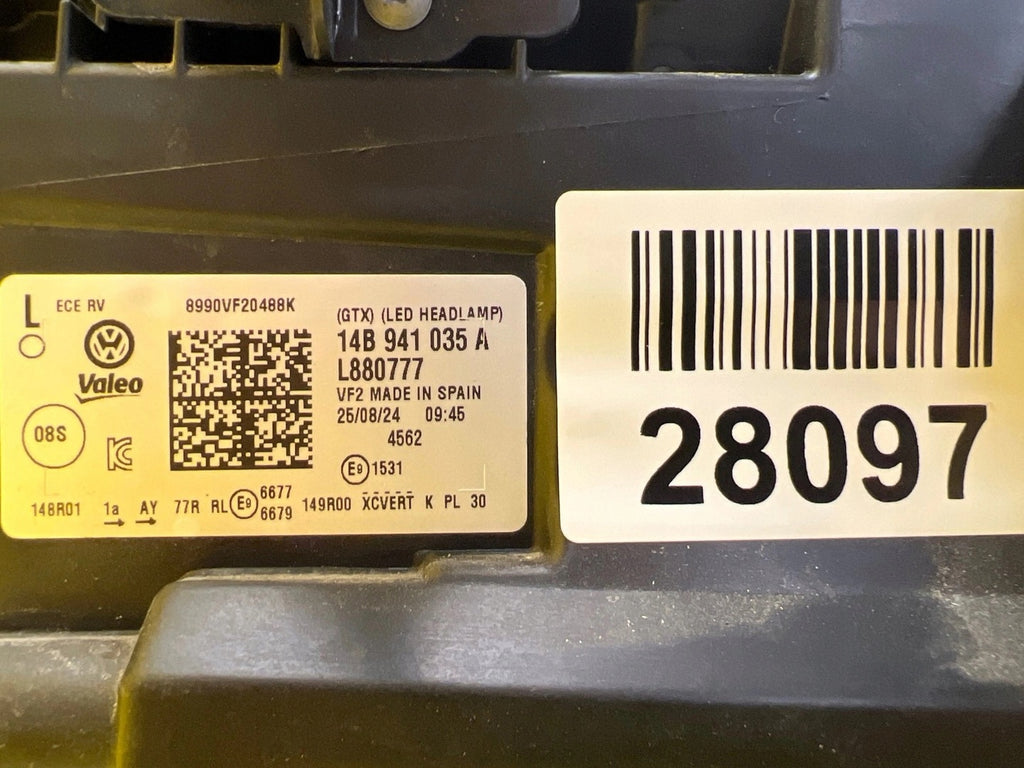 L ECE RV 8990VF20488K
(GTX) (LED HEADLAMP)
14B 941 035 A
L880777
Valeo
VF2 MADE IN SPAIN
25/08/24 09:45
08S
4562
E9 1531
148R01 1a AY 77R RL E9 6677 149R00 XCVERT K PL 30
6679
28097